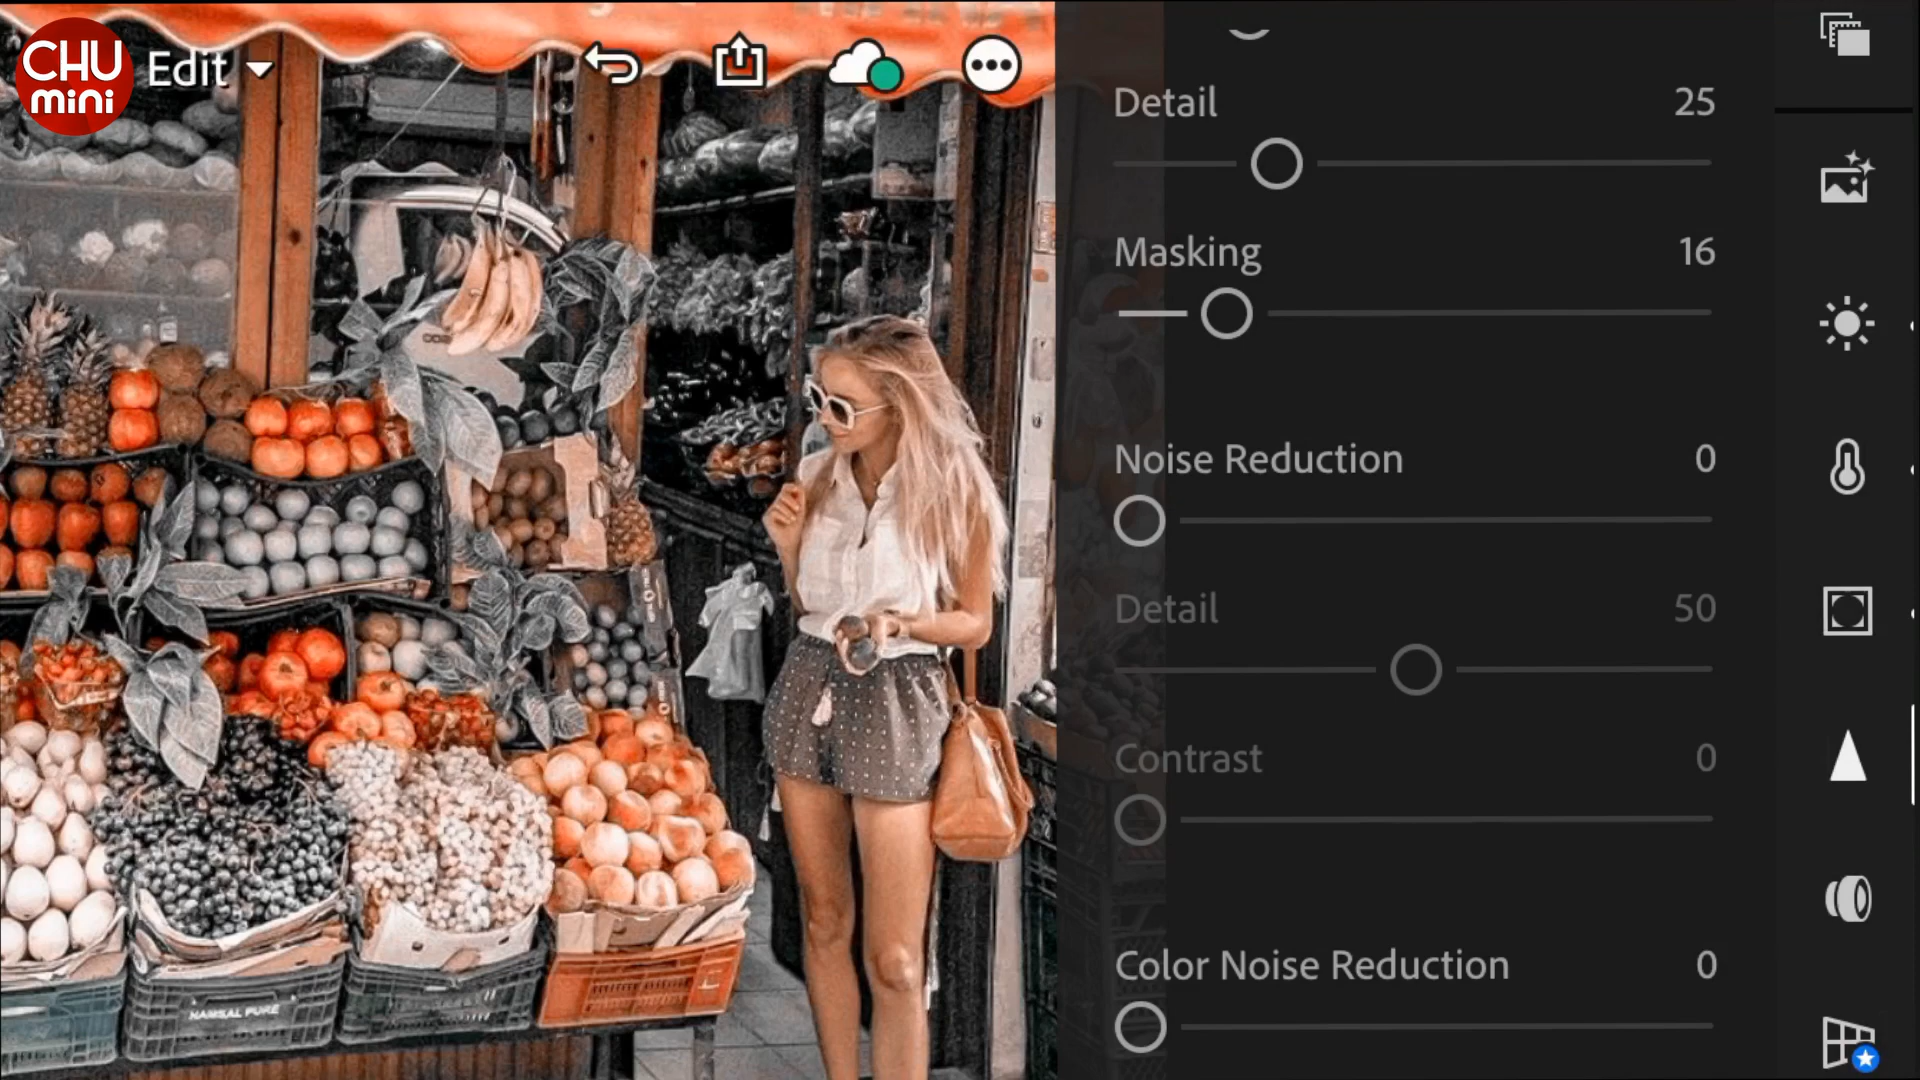 CHU
mini
Edit
Detail 25
Masking 16
Noise Reduction 0
Detail 50
Contrast 0
Color Noise Reduction 0